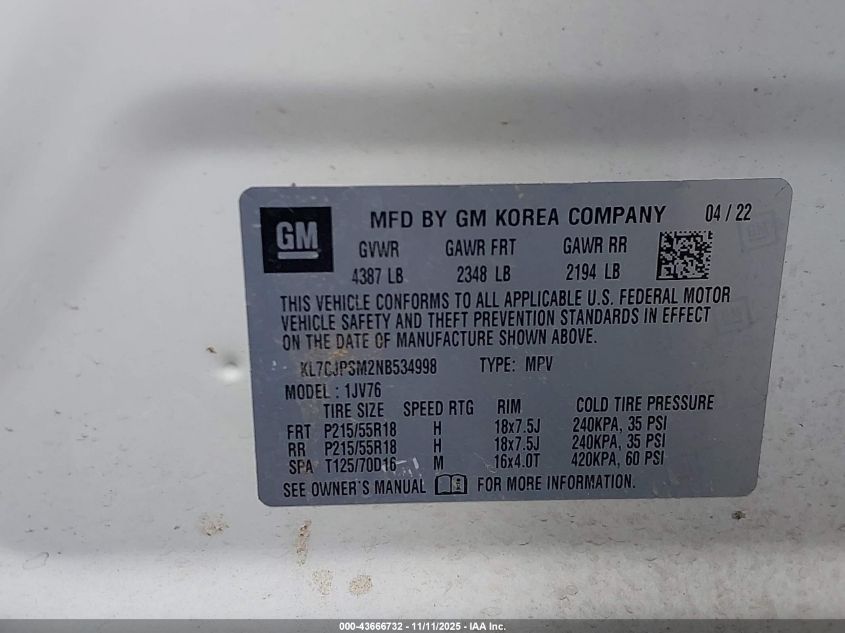 GM
MFD BY GM KOREA COMPANY 04 / 22
GVWR GAWR FRT GAWR RR
4387 LB 2348 LB 2194 LB
THIS VEHICLE CONFORMS TO ALL APPLICABLE U.S. FEDERAL MOTOR
VEHICLE SAFETY AND THEFT PREVENTION STANDARDS IN EFFECT
ON THE DATE OF MANUFACTURE SHOWN ABOVE.
KL7CJPSM2NB534998 TYPE: MPV
MODEL : 1JV76
TIRE SIZE SPEED RTG RIM COLD TIRE PRESSURE
FRT P215/55R18 H 18x7.5J 240KPA, 35 PSI
RR P215/55R18 H 18x7.5J 240KPA, 35 PSI
SPA T125/70D16 M 16x4.0T 420KPA, 60 PSI
SEE OWNER'S MANUAL FOR MORE INFORMATION.
000-43666732 - 11/11/2025 - IAA Inc.